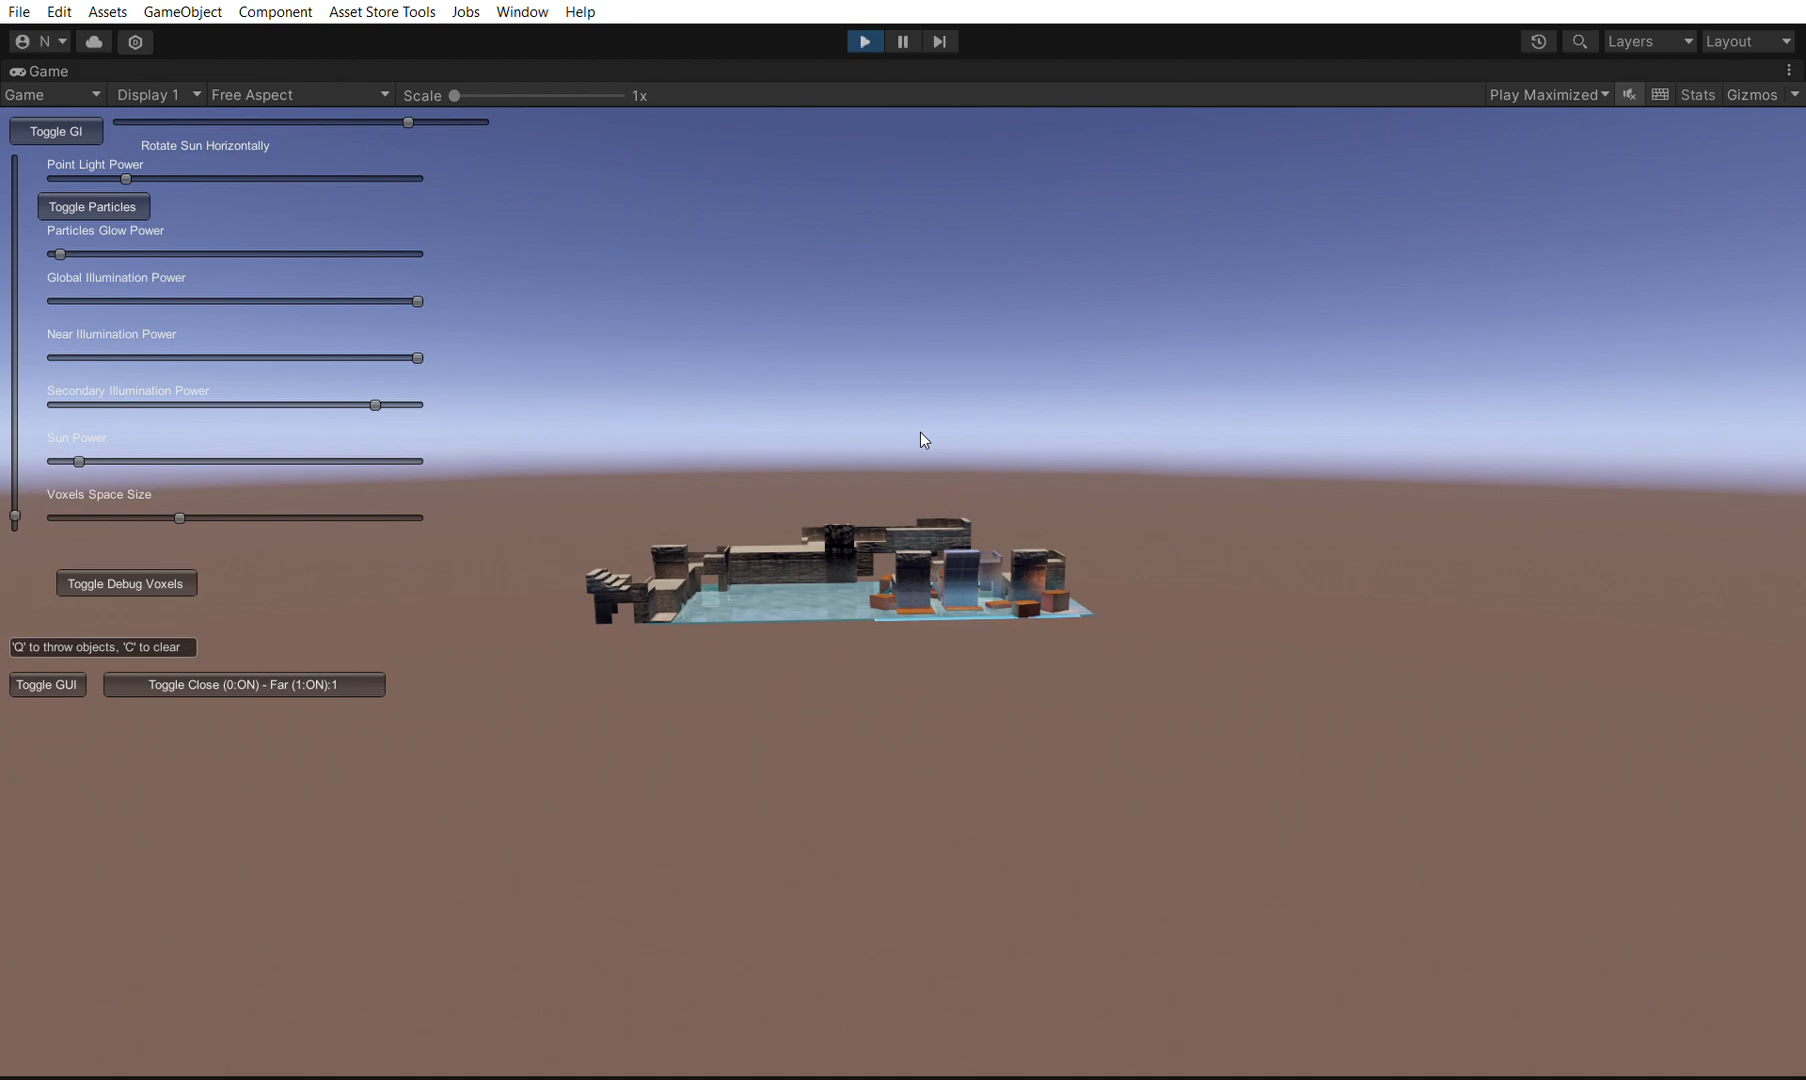 File Edit Assets GameObject Component Asset Store Tools Jobs Window Help
N Layers Layout
Game
Game Display 1 Free Aspect Scale 1x Play Maximized Stats Gizmos
Toggle GI
Rotate Sun Horizontally
Point Light Power
Toggle Particles
Particles Glow Power
Global Illumination Power
Near Illumination Power
Secondary Illumination Power
Sun Power
Voxels Space Size
Toggle Debug Voxels
'Q' to throw objects, 'C' to clear
Toggle GUI Toggle Close (0:ON) - Far (1:ON):1